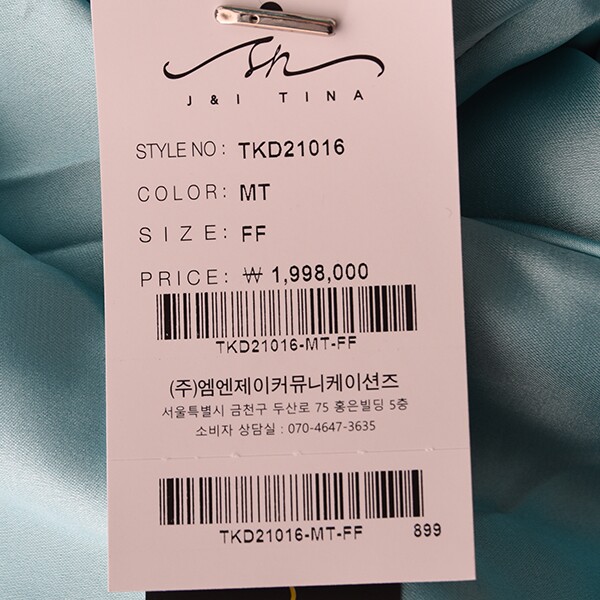 J & I TINA
STYLE NO: TKD21016
COLOR: MT
SIZE: FF
PRICE: ₩ 1,998,000
TKD21016-MT-FF
(주)엠엔제이커뮤니케이션즈
서울특별시 금천구 두산로 75 홍은빌딩 5층
소비자 상담실 : 070-4647-3635
TKD21016-MT-FF 899